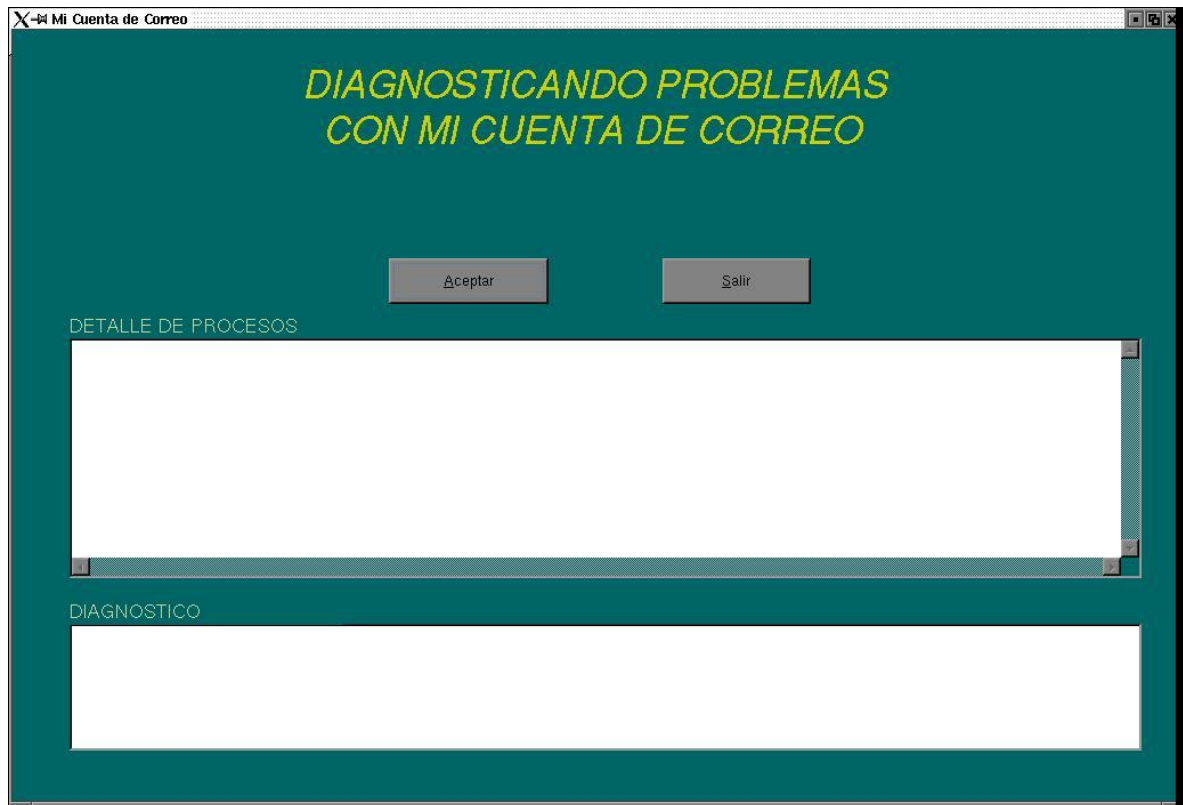 Mi Cuenta de Correo
DIAGNOSTICANDO PROBLEMAS
CON MI CUENTA DE CORREO
Aceptar
Salir
DETALLE DE PROCESOS
DIAGNOSTICO